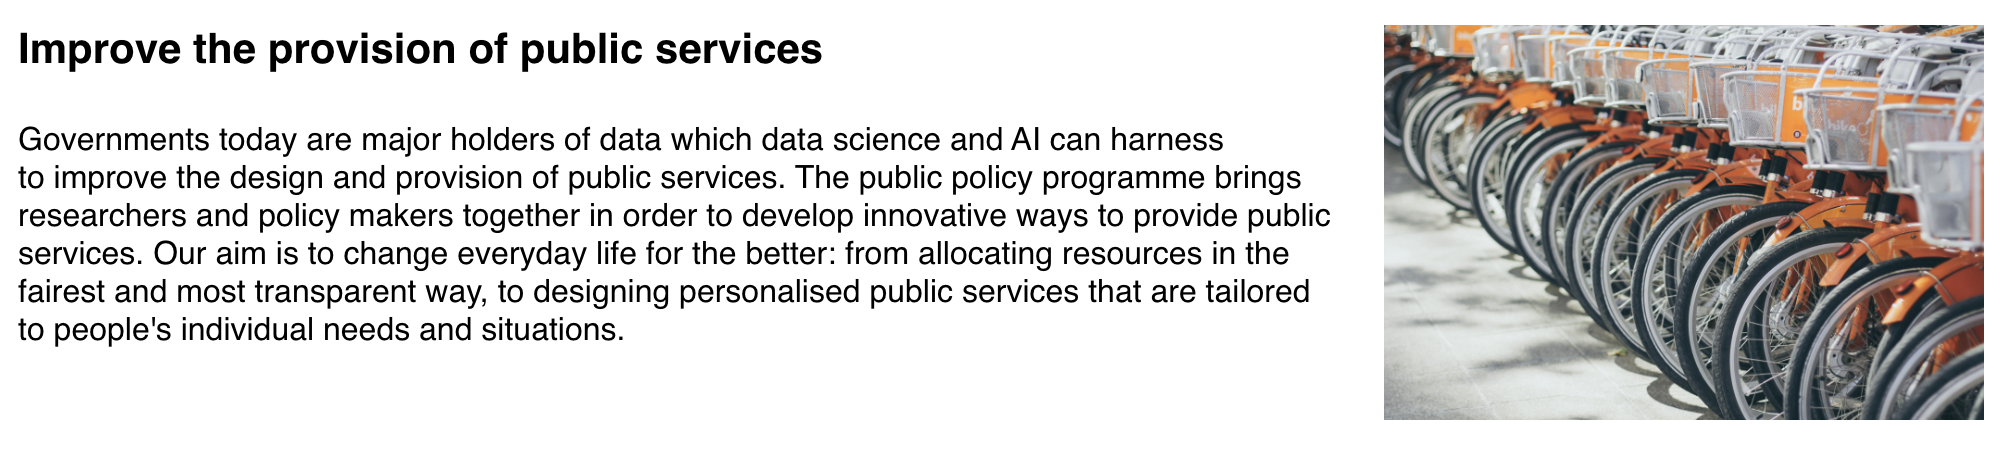 Improve the provision of public services
Governments today are major holders of data which data science and AI can harness
to improve the design and provision of public services. The public policy programme brings
researchers and policy makers together in order to develop innovative ways to provide public
services. Our aim is to change everyday life for the better: from allocating resources in the
fairest and most transparent way, to designing personalised public services that are tailored
to people's individual needs and situations.